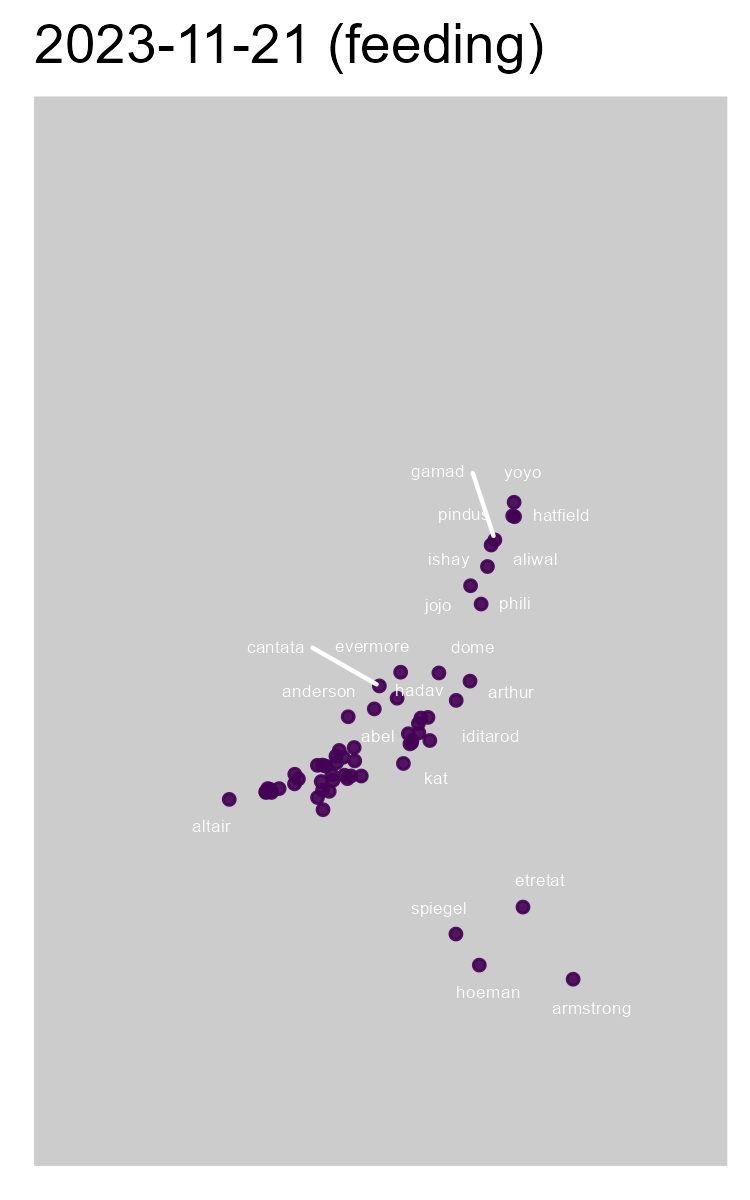 2023-11-21 (feeding)
gamad
yoyo
pindus
hatfield
ishay
aliwal
jojo
phili
cantata
evermore
dome
anderson
hadav
arthur
abel
iditarod
kat
altair
etretat
spiegel
hoeman
armstrong